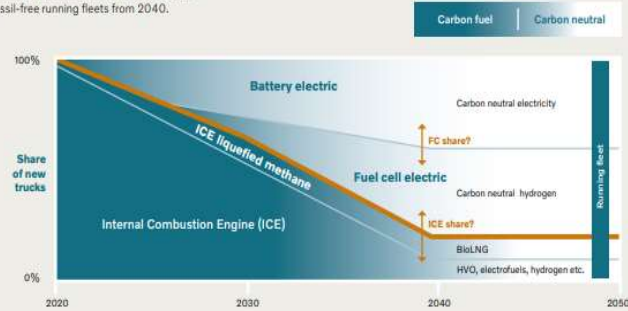 ssil-free running fleets from 2040.
Carbon fuel
Carbon neutral
100%
Battery electric
Carbon neutral electricity
FC share?
ICE liquefied methane
Share
of new
trucks
Fuel cell electric
Carbon neutral hydrogen
Running fleet
Internal Combustion Engine (ICE)
ICE share?
BioLNG
HVO, electrofuels, hydrogen etc.
0%
2020
2030
2040
2050